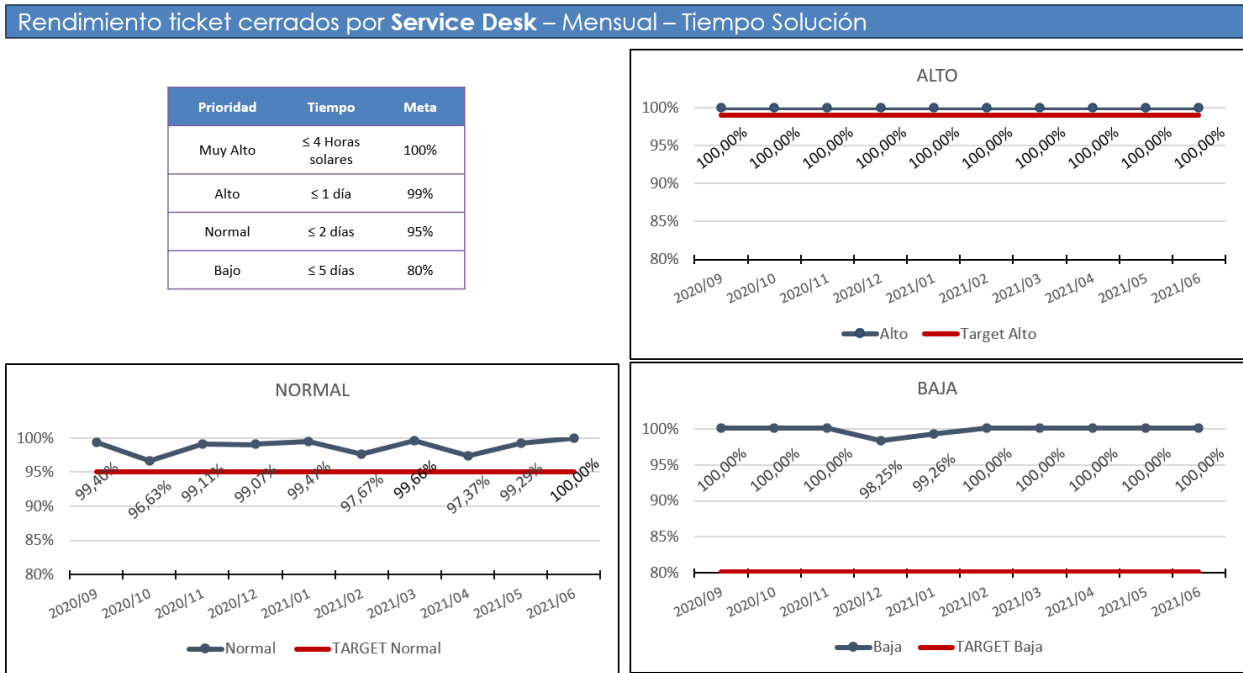 Rendimiento ticket cerrados por Service Desk – Mensual – Tiempo Solución
Prioridad Tiempo Meta
Muy Alto ≤ 4 Horas solares 100%
Alto ≤ 1 día 99%
Normal ≤ 2 días 95%
Bajo ≤ 5 días 80%
ALTO
100%
95%
90%
85%
80%
100,00% 100,00% 100,00% 100,00% 100,00% 100,00% 100,00% 100,00% 100,00% 100,00%
2020/09 2020/10 2020/11 2020/12 2021/01 2021/02 2021/03 2021/04 2021/05 2021/06
Alto Target Alto
NORMAL
100%
95%
90%
85%
80%
99,40% 96,63% 99,11% 99,07% 99,47% 97,67% 99,66% 97,37% 99,29% 100,00%
2020/09 2020/10 2020/11 2020/12 2021/01 2021/02 2021/03 2021/04 2021/05 2021/06
Normal TARGET Normal
BAJA
100%
95%
90%
85%
80%
100,00% 100,00% 100,00% 98,25% 99,26% 100,00% 100,00% 100,00% 100,00% 100,00%
2020/09 2020/10 2020/11 2020/12 2021/01 2021/02 2021/03 2021/04 2021/05 2021/06
Baja TARGET Baja